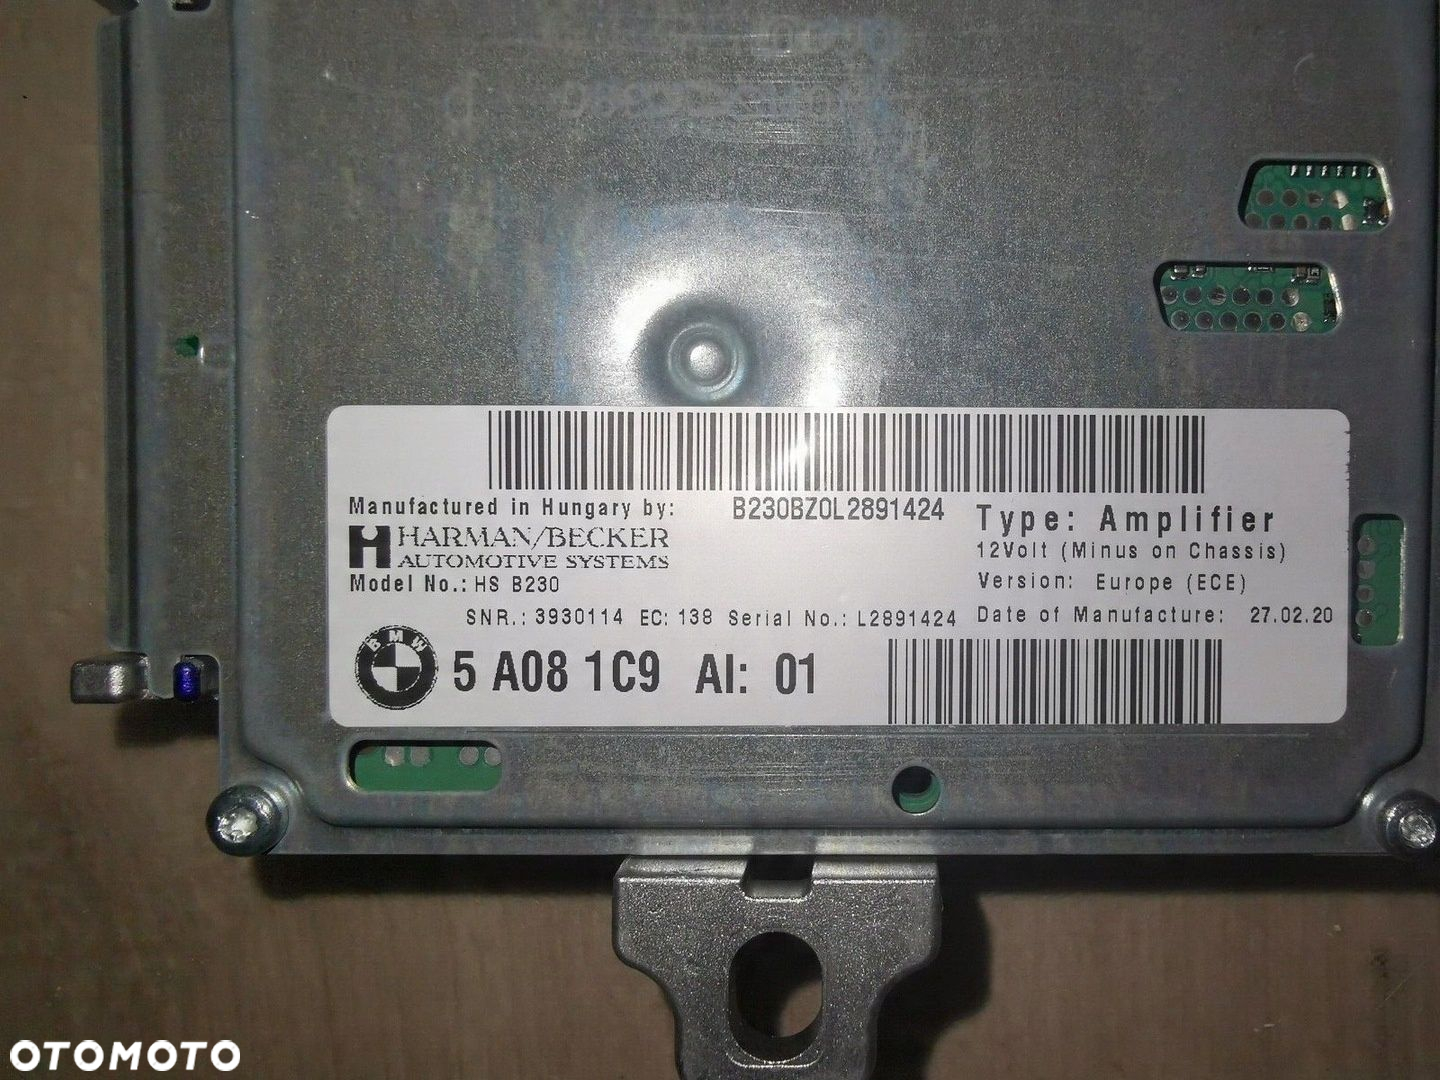 Manufactured in Hungary by: B230BZ0L2891424 Type: Amplifier
HARMAN/BECKER
AUTOMOTIVE SYSTEMS
12Volt (Minus on Chassis)
Model No.: HS B230 Version: Europe (ECE)
SNR.: 3930114 EC: 138 Serial No.: L2891424 Date of Manufacture: 27.02.20
BMW 5 A08 1C9 AI: 01
OTOMOTO